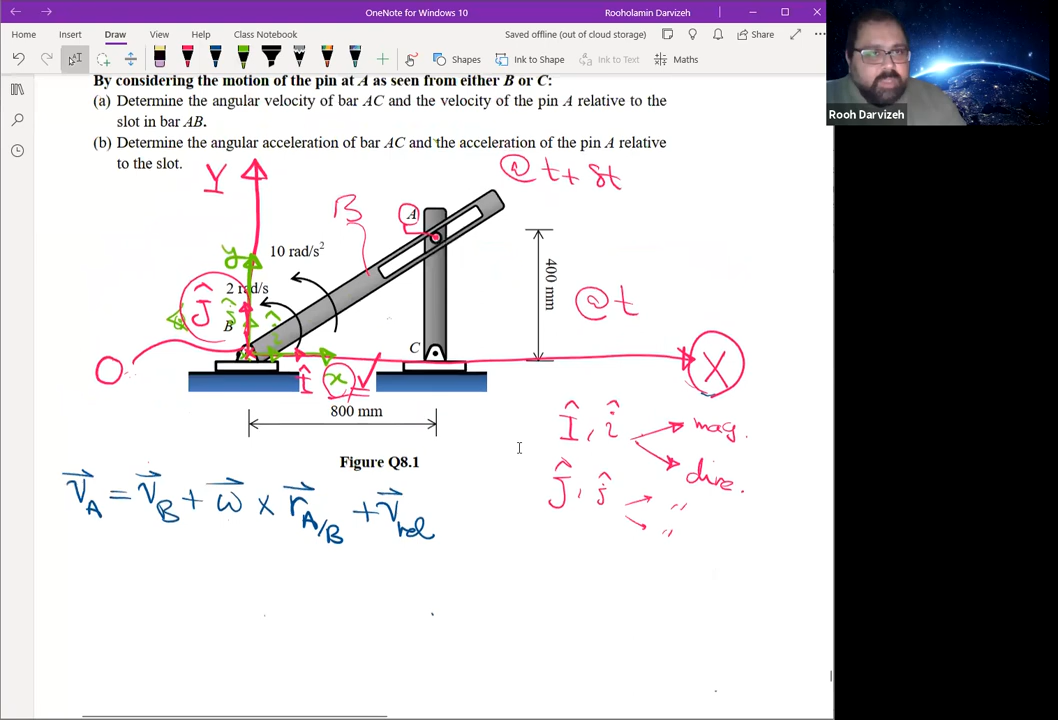 OneNote for Windows 10
Rooholamin Darvizeh
Home Insert Draw View Help Class Notebook
Saved offline (out of cloud storage)
Share
Shapes Ink to Shape Ink to Text Maths
Rooh Darvizeh
By considering the motion of the pin at A as seen from either B or C:
(a) Determine the angular velocity of bar AC and the velocity of the pin A relative to the
slot in bar AB.
(b) Determine the angular acceleration of bar AC and the acceleration of the pin A relative
to the slot.
Y
@ t + δt
B
A
y
10 rad/s²
2 rad/s
Ĵ
ĵ
î
B
400 mm
@ t
C
O
Î
x
X
800 mm
Î, î
mag.
Figure Q8.1
Ĵ, ĵ
dire.
〃
〃
v⃗_A = v⃗_B + ω⃗ × r⃗_A/B + v⃗_rel